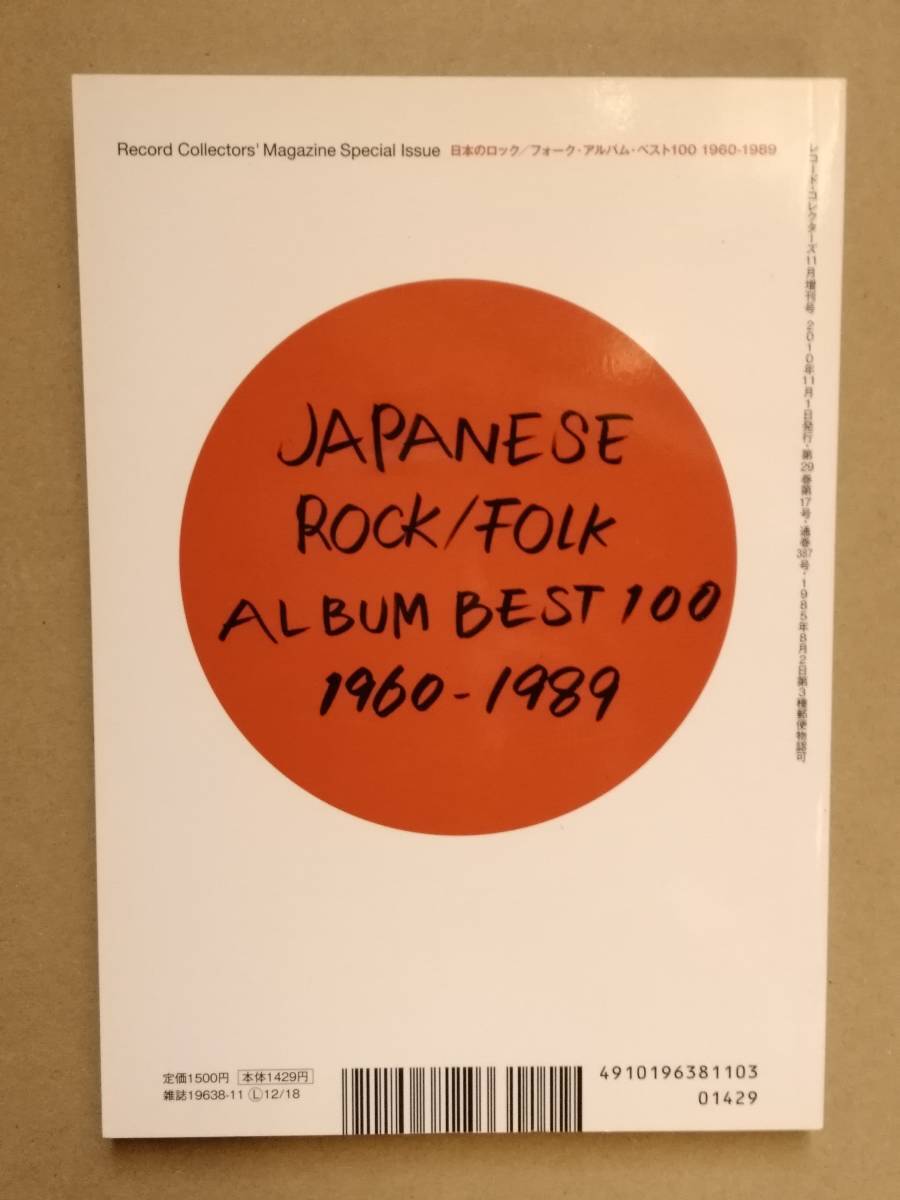 Record Collectors' Magazine Special Issue 日本のロック/フォーク・アルバム・ベスト100 1960-1989
レコード・コレクターズ11月増刊号 2010年11月1日発行・第29巻第17号・通巻387号・1985年8月2日第3種郵便物認可
JAPANESE
ROCK/FOLK
ALBUM BEST 100
1960-1989
定価1500円 本体1429円
雑誌19638-11 Ⓛ12/18
4910196381103
01429